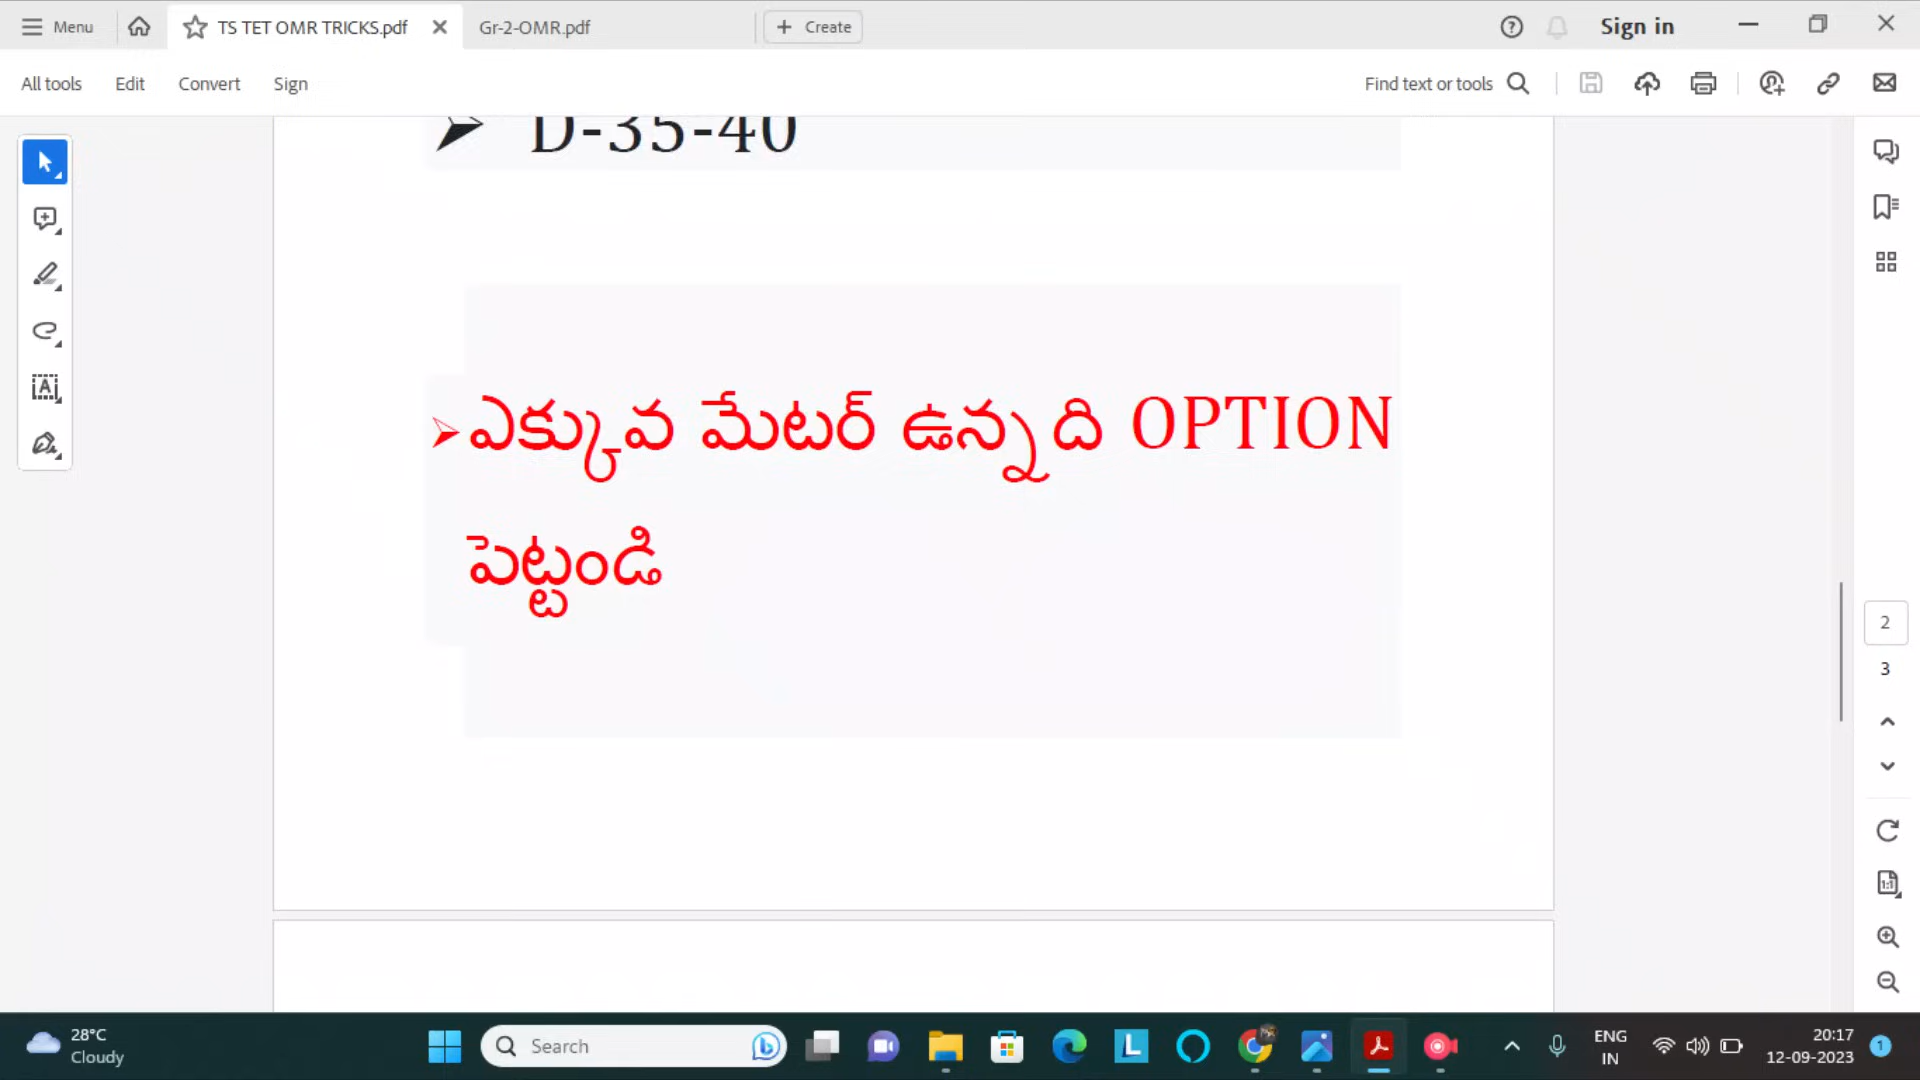 Menu
TS TET OMR TRICKS.pdf
Gr-2-OMR.pdf
Create
Sign in
All tools
Edit
Convert
Sign
Find text or tools
➢ D-35-40
➢ఎక్కువ మేటర్ ఉన్నది OPTION
పెట్టండి
2
3
28°C
Cloudy
Search
ENG
IN
20:17
12-09-2023
1